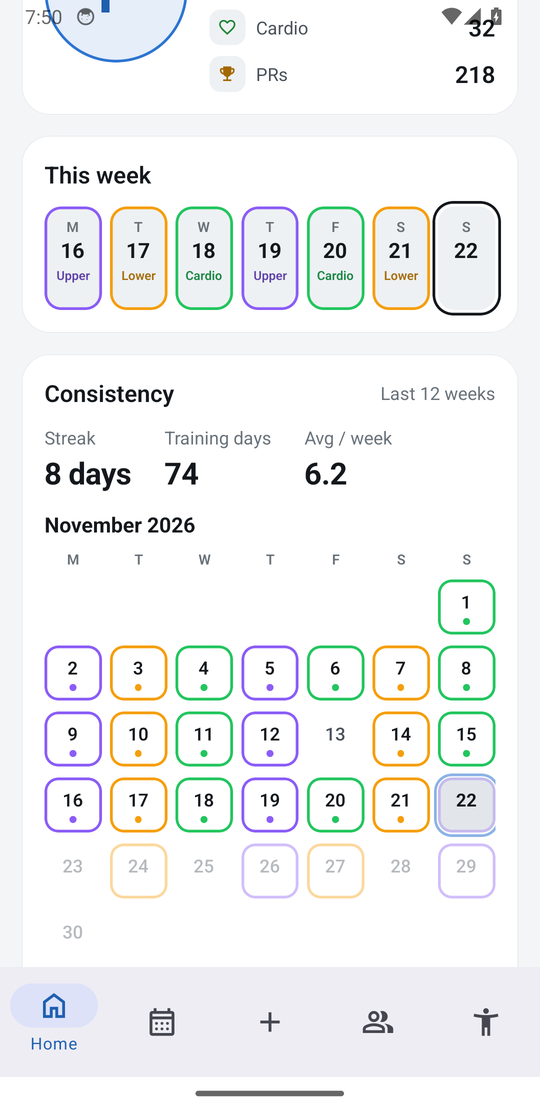 7:50
Cardio 32
PRs 218
This week
M T W T F S S
16 17 18 19 20 21 22
Upper Lower Cardio Upper Cardio Lower
Consistency Last 12 weeks
Streak Training days Avg / week
8 days 74 6.2
November 2026
M T W T F S S
1
2 3 4 5 6 7 8
9 10 11 12 13 14 15
16 17 18 19 20 21 22
23 24 25 26 27 28 29
30
Home